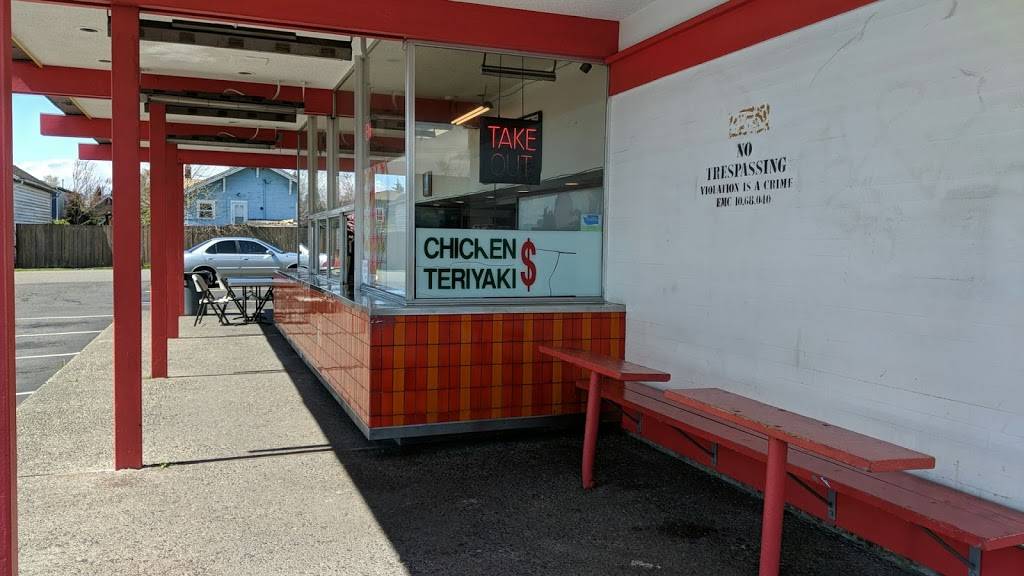 TAKE
OUT
CHICKEN $
TERIYAKI
NO
TRESPASSING
VIOLATION IS A CRIME
EMC 10.68.040